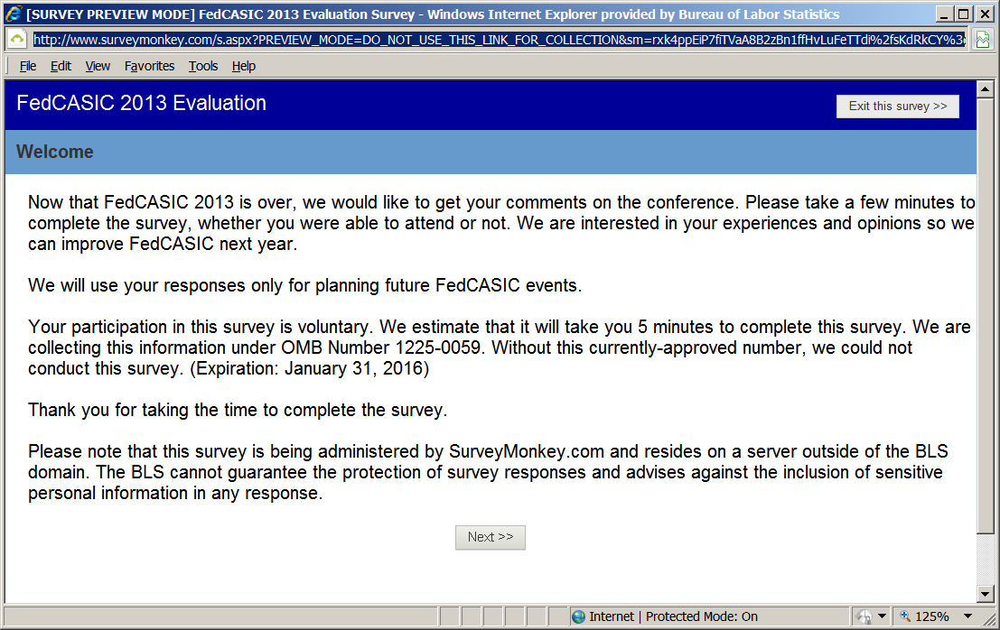 [SURVEY PREVIEW MODE] FedCASIC 2013 Evaluation Survey - Windows Internet Explorer provided by Bureau of Labor Statistics
http://www.surveymonkey.com/s.aspx?PREVIEW_MODE=DO_NOT_USE_THIS_LINK_FOR_COLLECTION&sm=rxk4ppEiP7fiTVaA8B2zBn1ffHvLuFeTTdi%2fsKdRkCY%3
File Edit View Favorites Tools Help
FedCASIC 2013 Evaluation
Exit this survey >>
Welcome
Now that FedCASIC 2013 is over, we would like to get your comments on the conference. Please take a few minutes to
complete the survey, whether you were able to attend or not. We are interested in your experiences and opinions so we
can improve FedCASIC next year.
We will use your responses only for planning future FedCASIC events.
Your participation in this survey is voluntary. We estimate that it will take you 5 minutes to complete this survey. We are
collecting this information under OMB Number 1225-0059. Without this currently-approved number, we could not
conduct this survey. (Expiration: January 31, 2016)
Thank you for taking the time to complete the survey.
Please note that this survey is being administered by SurveyMonkey.com and resides on a server outside of the BLS
domain. The BLS cannot guarantee the protection of survey responses and advises against the inclusion of sensitive
personal information in any response.
Next >>
Internet | Protected Mode: On
125%